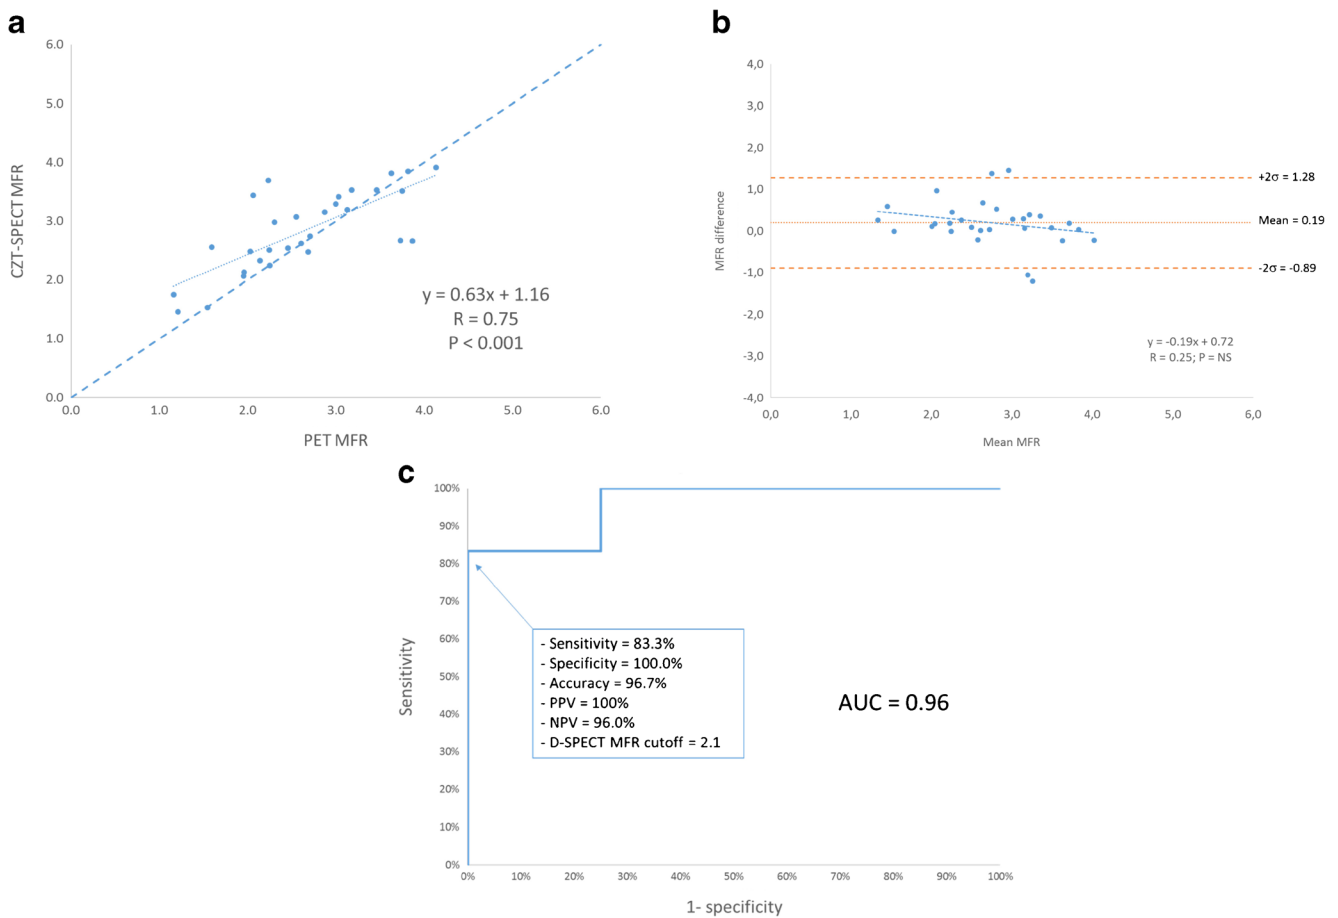 a
6.0
5.0
4.0
3.0
2.0
1.0
0.0
CZT-SPECT MFR
0.0 1.0 2.0 3.0 4.0 5.0 6.0
PET MFR
y = 0.63x + 1.16
R = 0.75
P < 0.001
b
4,0
3,0
2,0
1,0
0,0
-1,0
-2,0
-3,0
-4,0
MFR difference
0,0 1,0 2,0 3,0 4,0 5,0 6,0
Mean MFR
+2σ = 1.28
Mean = 0.19
-2σ = -0.89
y = -0.19x + 0.72
R = 0.25; P = NS
c
100%
90%
80%
70%
60%
50%
40%
30%
20%
10%
0%
Sensitivity
0% 10% 20% 30% 40% 50% 60% 70% 80% 90% 100%
1- specificity
- Sensitivity = 83.3%
- Specificity = 100.0%
- Accuracy = 96.7%
- PPV = 100%
- NPV = 96.0%
- D-SPECT MFR cutoff = 2.1
AUC = 0.96